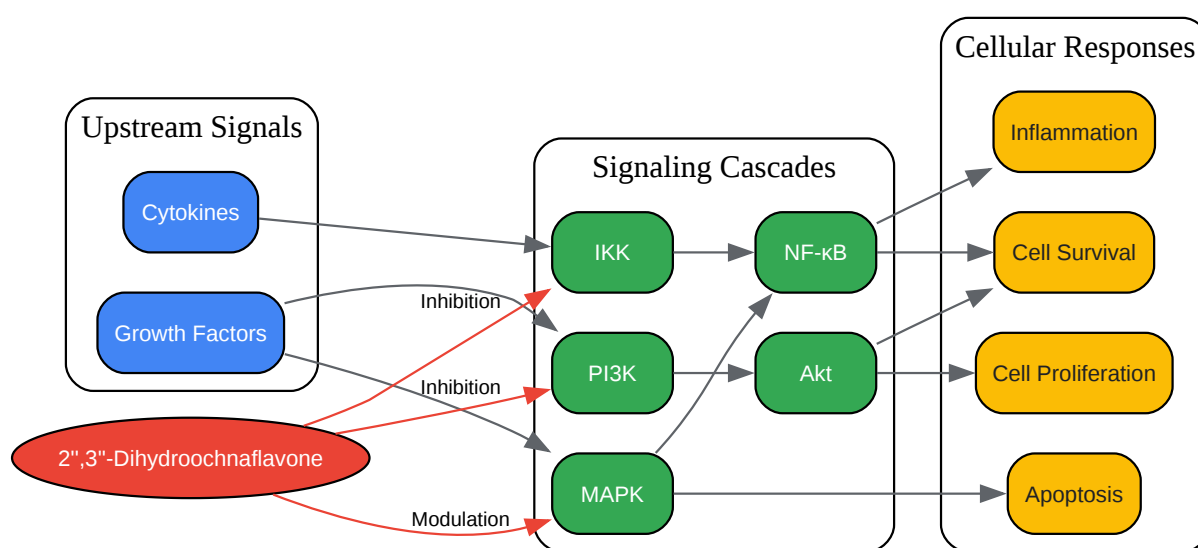 Upstream Signals
Cytokines
Growth Factors
2",3"-Dihydroochnaflavone
Inhibition
Inhibition
Modulation
Signaling Cascades
IKK
NF-κB
PI3K
Akt
MAPK
Cellular Responses
Inflammation
Cell Survival
Cell Proliferation
Apoptosis